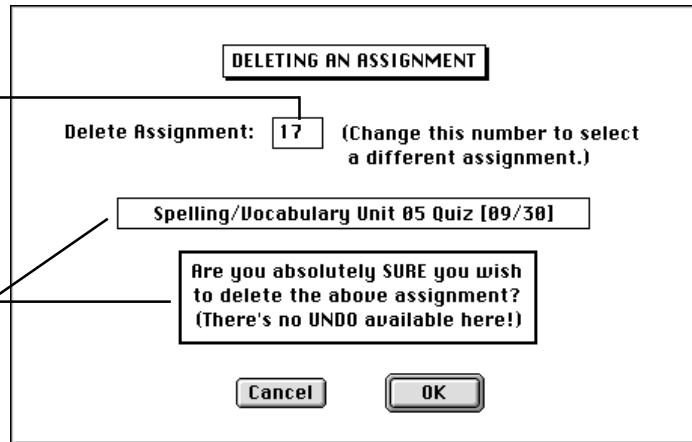 DELETING AN ASSIGNMENT
Delete Assignment: 17 (Change this number to select
a different assignment.)
Spelling/Vocabulary Unit 05 Quiz [09/30]
Are you absolutely SURE you wish
to delete the above assignment?
(There's no UNDO available here!)
Cancel OK